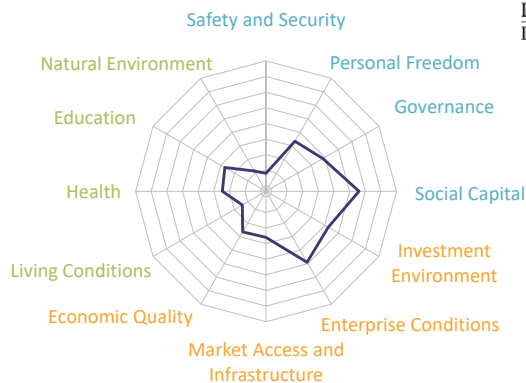 Safety and Security
Natural Environment
Personal Freedom
Education
Governance
Health
Social Capital
Investment
Environment
Living Conditions
Economic Quality
Enterprise Conditions
Market Access and
Infrastructure